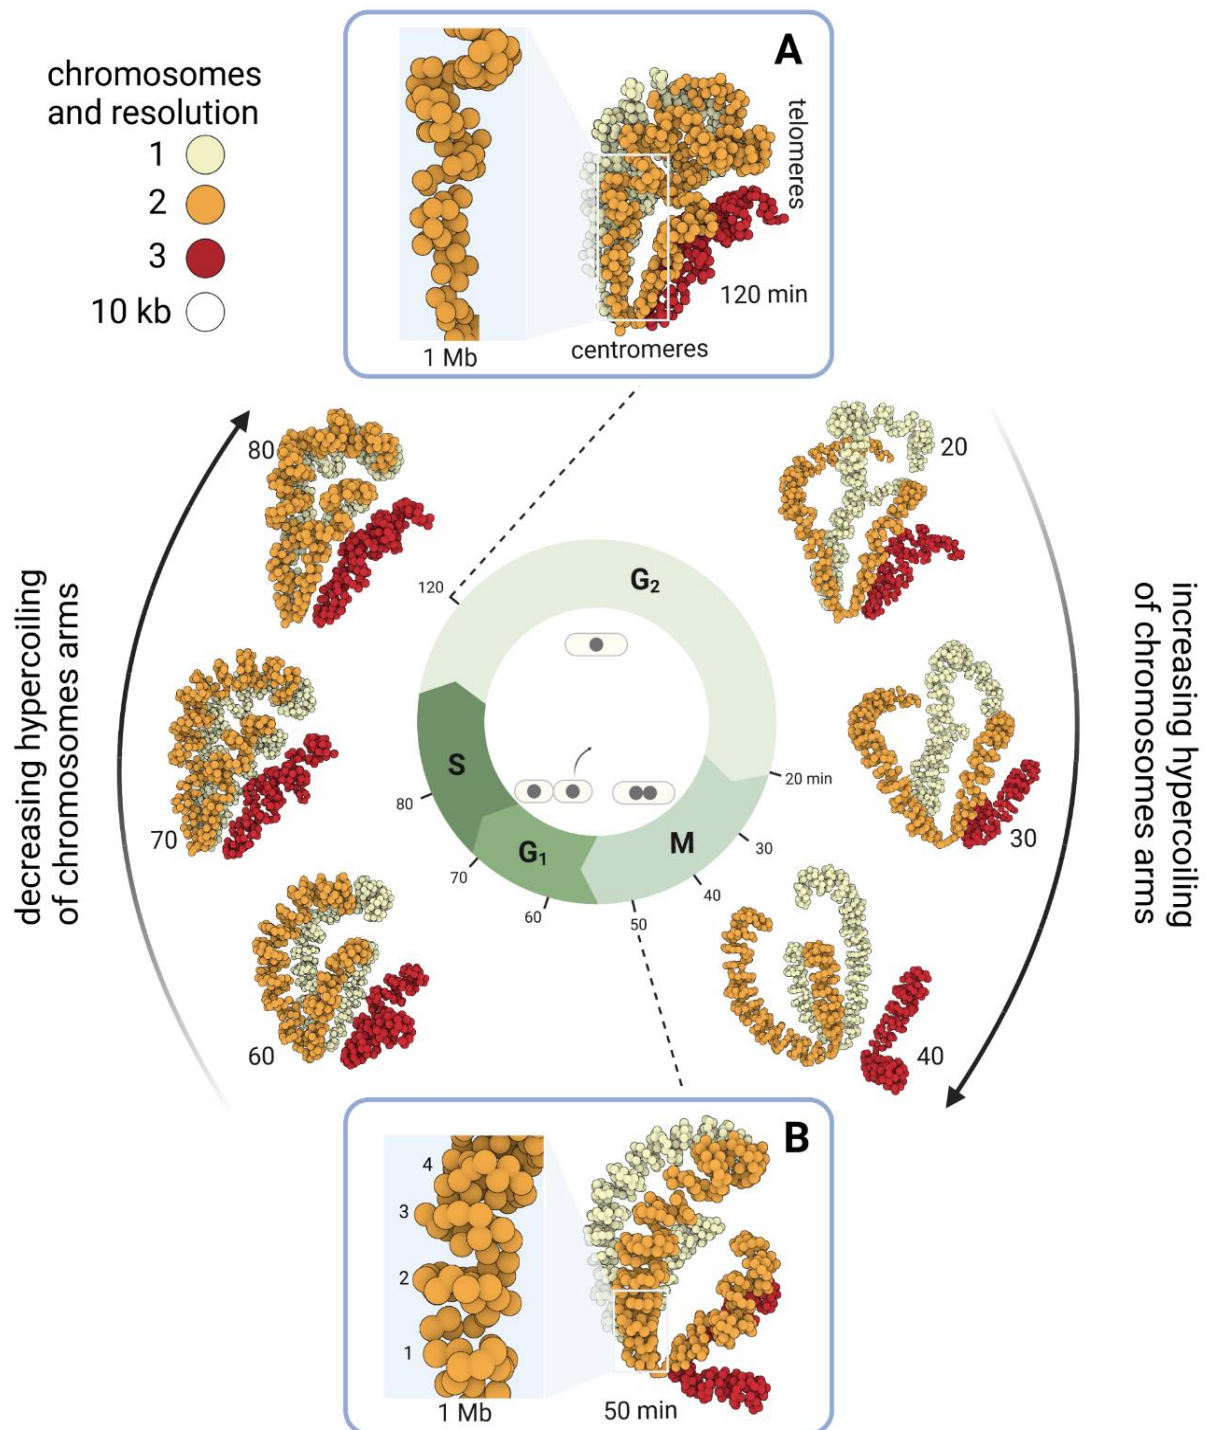 chromosomes
and resolution
1
2
3
10 kb
A
telomeres
120 min
1 Mb
centromeres
80
20
decreasing hypercoiling
of chromosomes arms
increasing hypercoiling
of chromosomes arms
120
G2
S
M
G1
20 min
30
40
50
60
70
80
70
30
60
40
B
4
3
2
1
1 Mb
50 min